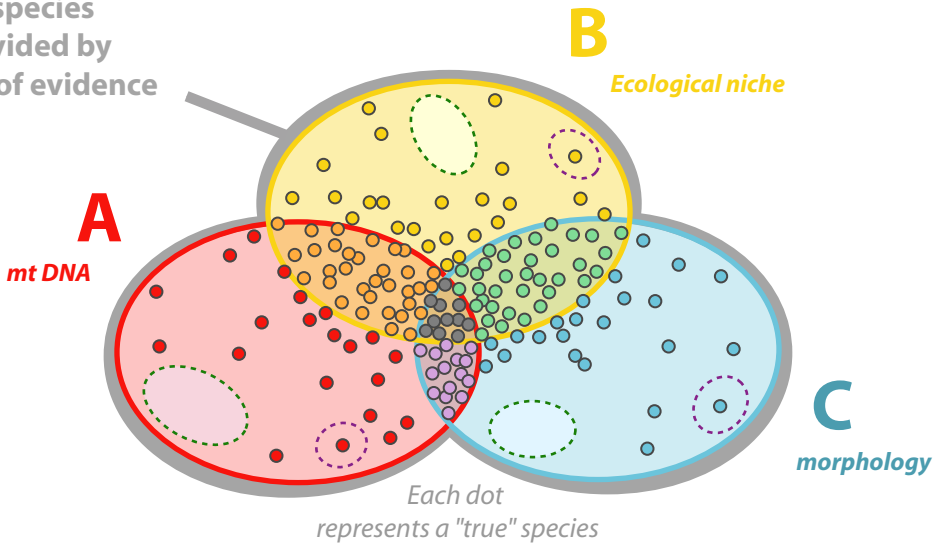 species
vided by
of evidence
B
Ecological niche
A
mt DNA
C
morphology
Each dot
represents a "true" species